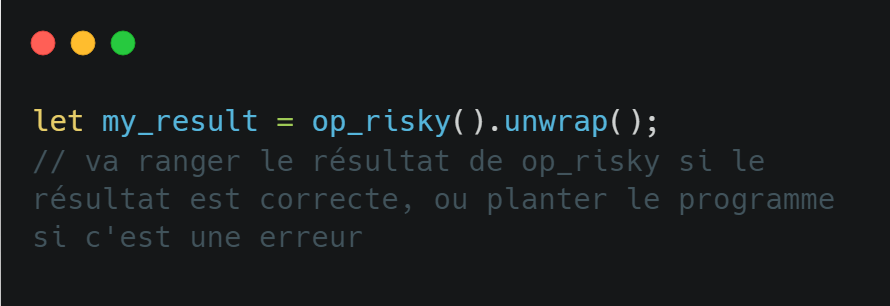 let my_result = op_risky().unwrap();
// va ranger le résultat de op_risky si le
résultat est correcte, ou planter le programme
si c'est une erreur